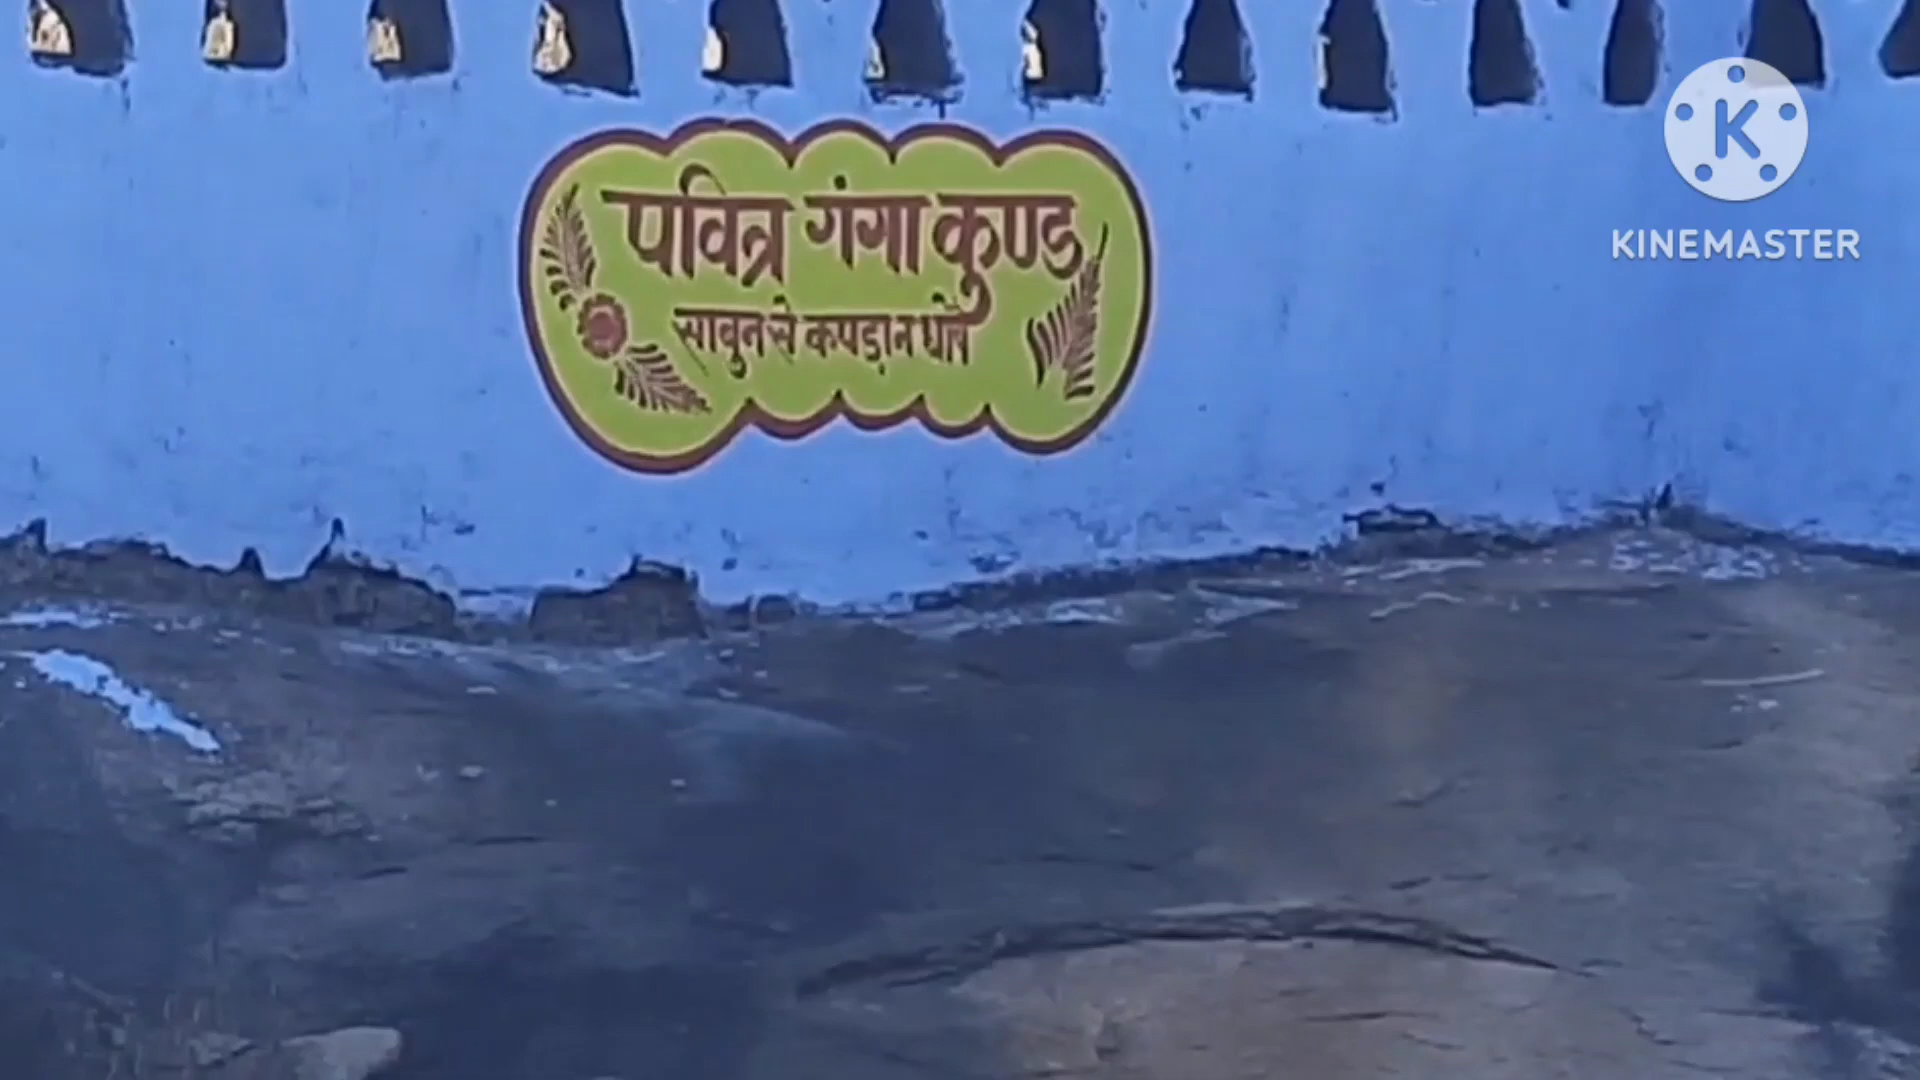 पवित्र गंगा कुण्ड
साबुन से कपड़ा न धोवें
KINEMASTER